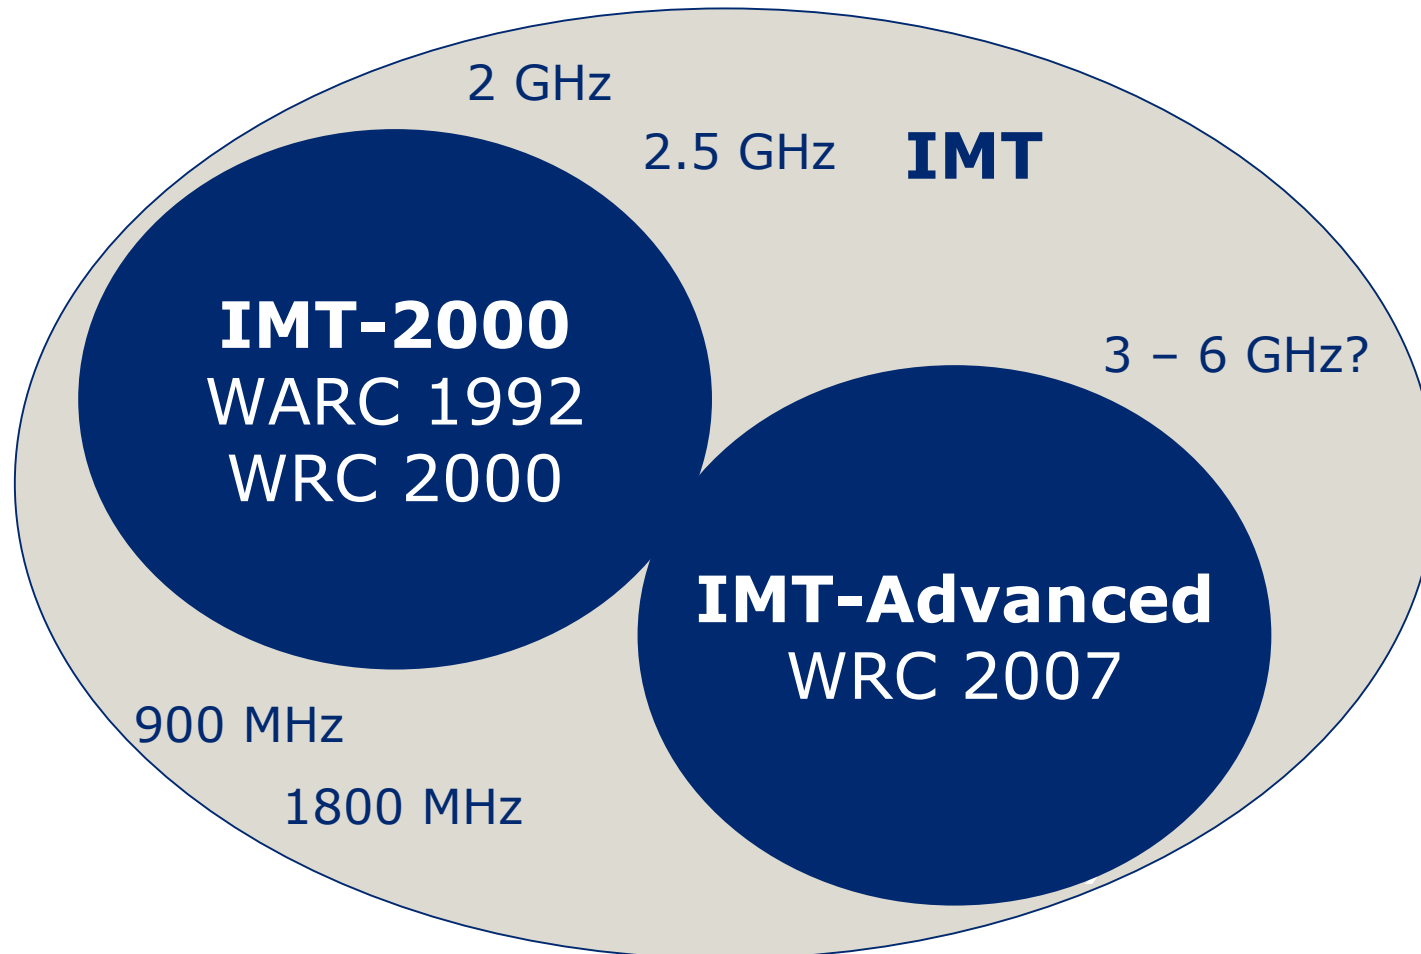 2 GHz
2.5 GHz
IMT
IMT-2000
WARC 1992
WRC 2000
3 – 6 GHz?
IMT-Advanced
WRC 2007
900 MHz
1800 MHz